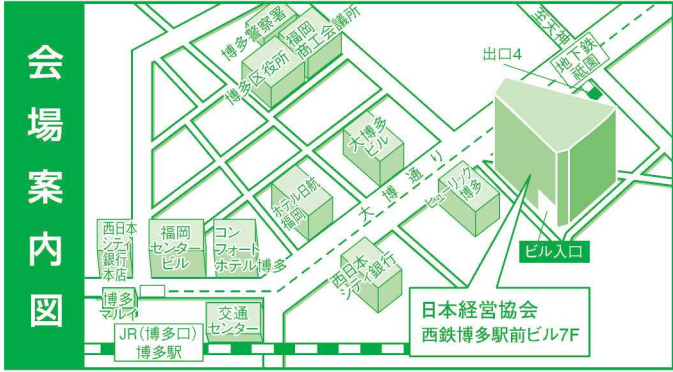 会場案内図
博多警察署
福岡
商工会議所
博多区役所
至天神
地下鉄
祗園
出口4
大博多
ビル
大博通り
ホテル日航
福岡
ヒューリック
博多
西日本
シティ
銀行
本店
福岡
センター
ビル
コン
フォート
ホテル博多
西日本
シティ銀行
ビル入口
博多
マルイ
交通
センター
JR(博多口)
博多駅
日本経営協会
西鉄博多駅前ビル7F